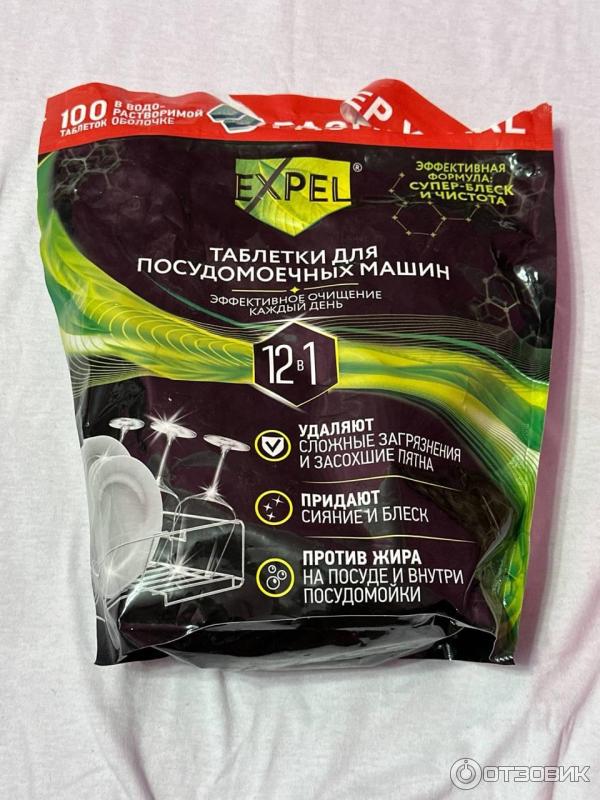 100 ТАБЛЕТОК
В ВОДО-
РАСТВОРИМОЙ
ОБОЛОЧКЕ
EXPEL®
ЭФФЕКТИВНАЯ
ФОРМУЛА:
СУПЕР-БЛЕСК
И ЧИСТОТА
ТАБЛЕТКИ ДЛЯ
ПОСУДОМОЕЧНЫХ МАШИН
ЭФФЕКТИВНОЕ ОЧИЩЕНИЕ
КАЖДЫЙ ДЕНЬ
12 в 1
УДАЛЯЮТ
СЛОЖНЫЕ ЗАГРЯЗНЕНИЯ
И ЗАСОХШИЕ ПЯТНА
ПРИДАЮТ
СИЯНИЕ И БЛЕСК
ПРОТИВ ЖИРА
НА ПОСУДЕ И ВНУТРИ
ПОСУДОМОЙКИ
ОТЗОВИК